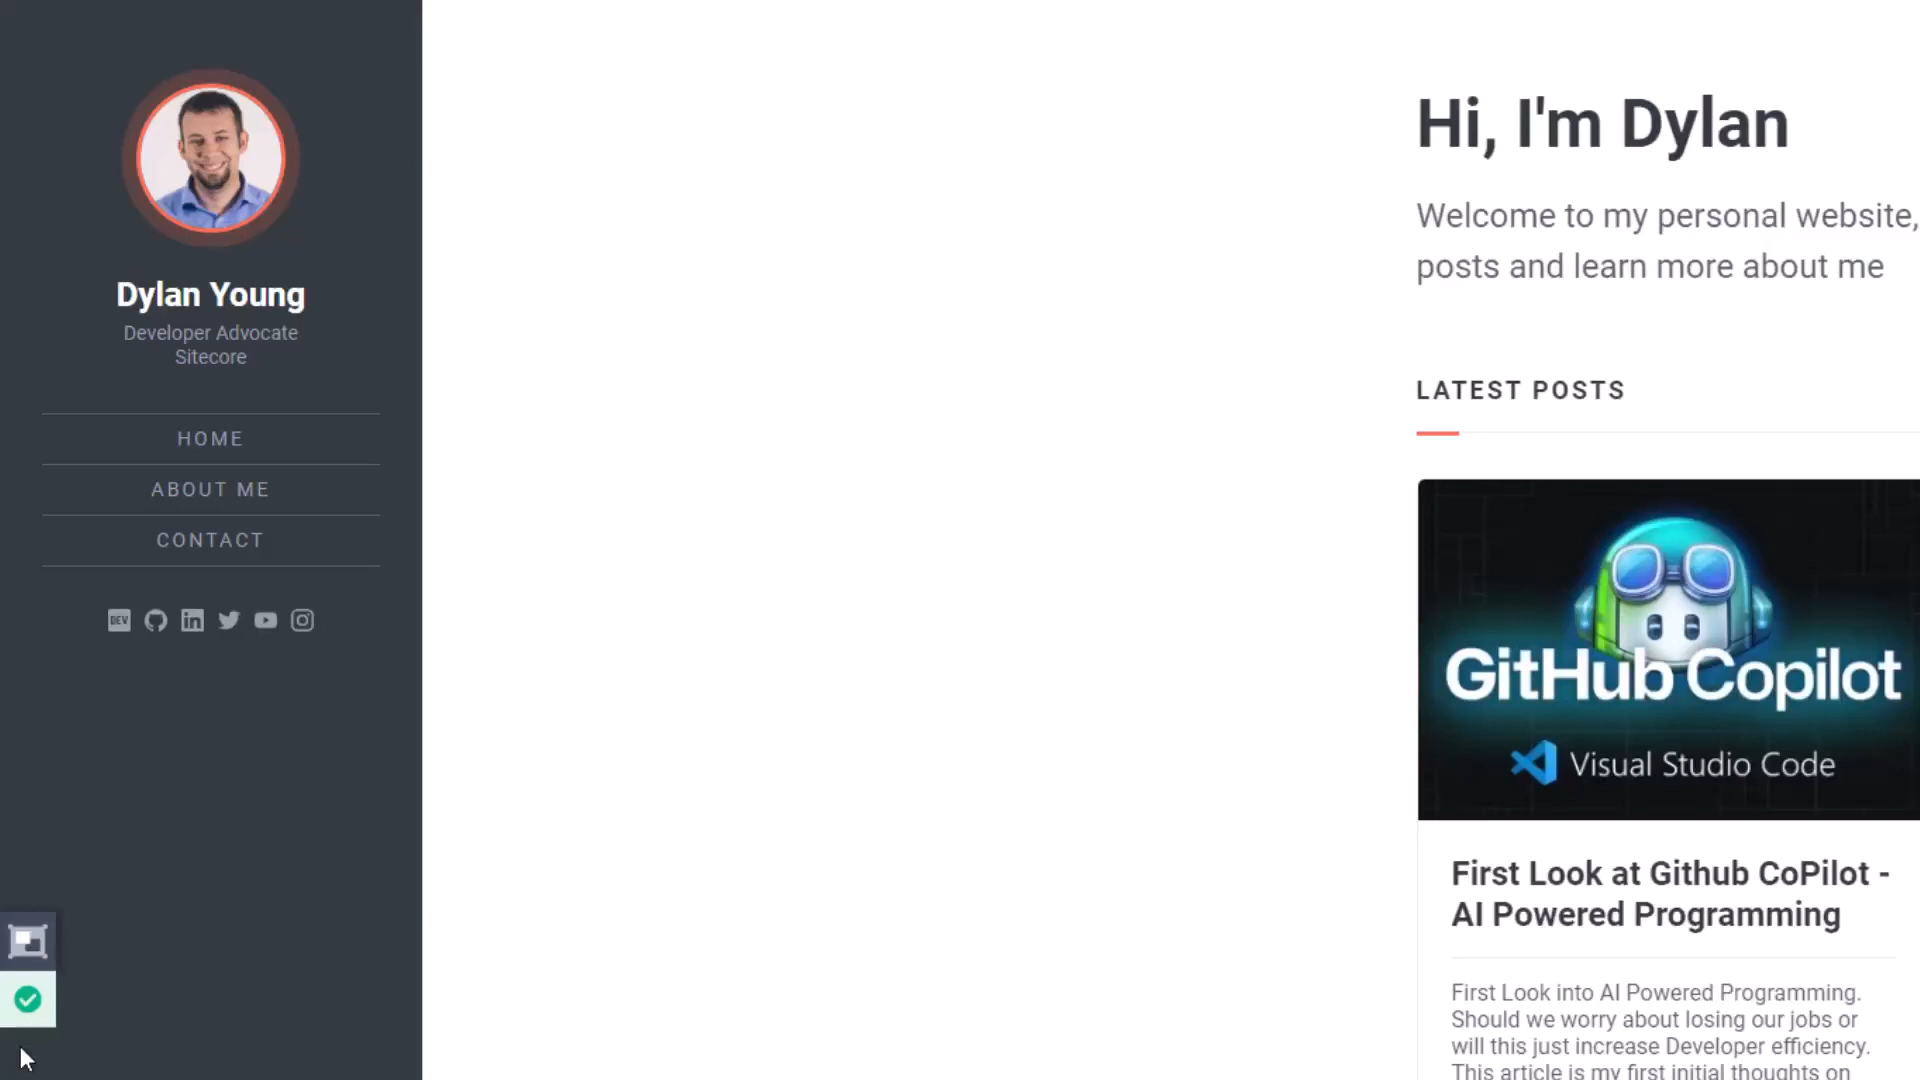 Dylan Young
Developer Advocate
Sitecore
HOME
ABOUT ME
CONTACT
DEV
in
Hi, I'm Dylan
Welcome to my personal website,
posts and learn more about me
LATEST POSTS
GitHub Copilot
Visual Studio Code
First Look at Github CoPilot -
AI Powered Programming
First Look into AI Powered Programming.
Should we worry about losing our jobs or
will this just increase Developer efficiency.
This article is my first initial thoughts on